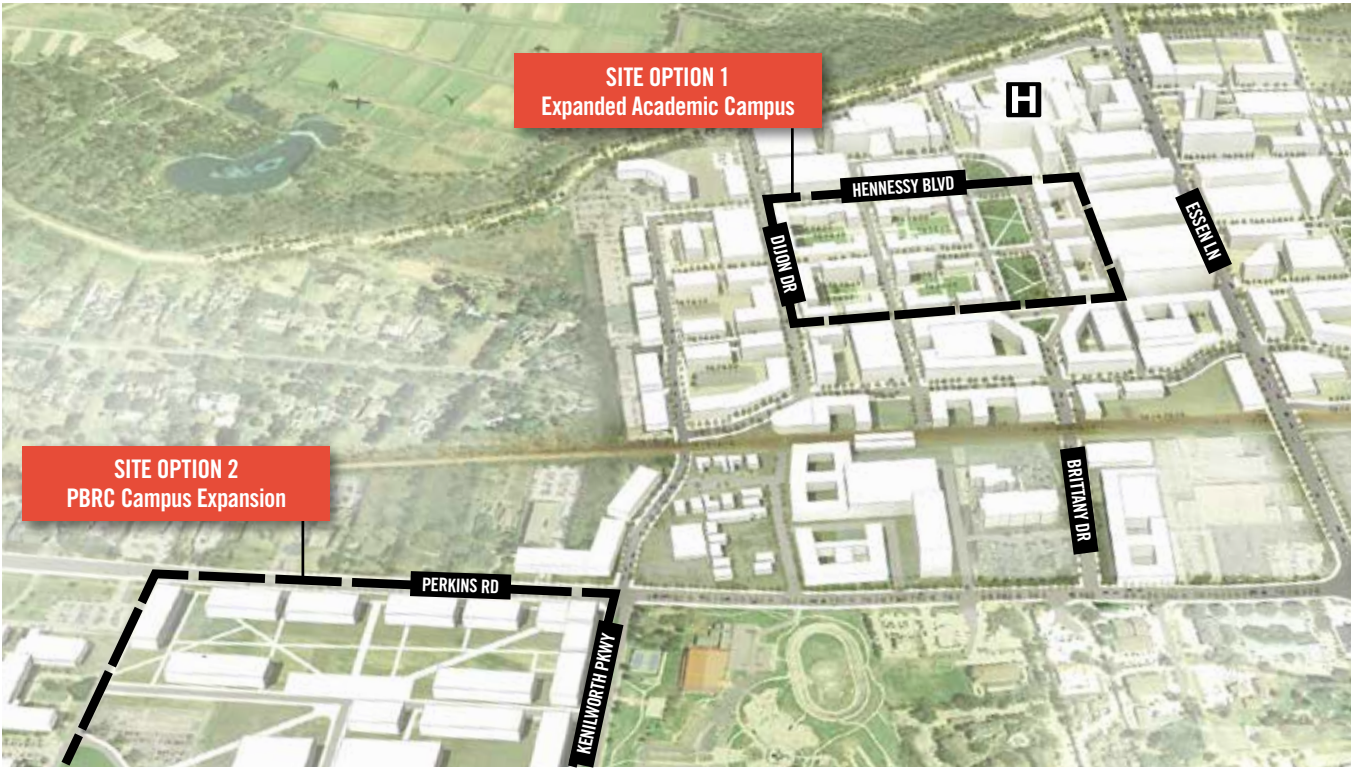 SITE OPTION 1
Expanded Academic Campus
H
HENNESSY BLVD
ESSEN LN
DIJON DR
SITE OPTION 2
PBRC Campus Expansion
BRITTANY DR
PERKINS RD
KENILWORTH PKWY